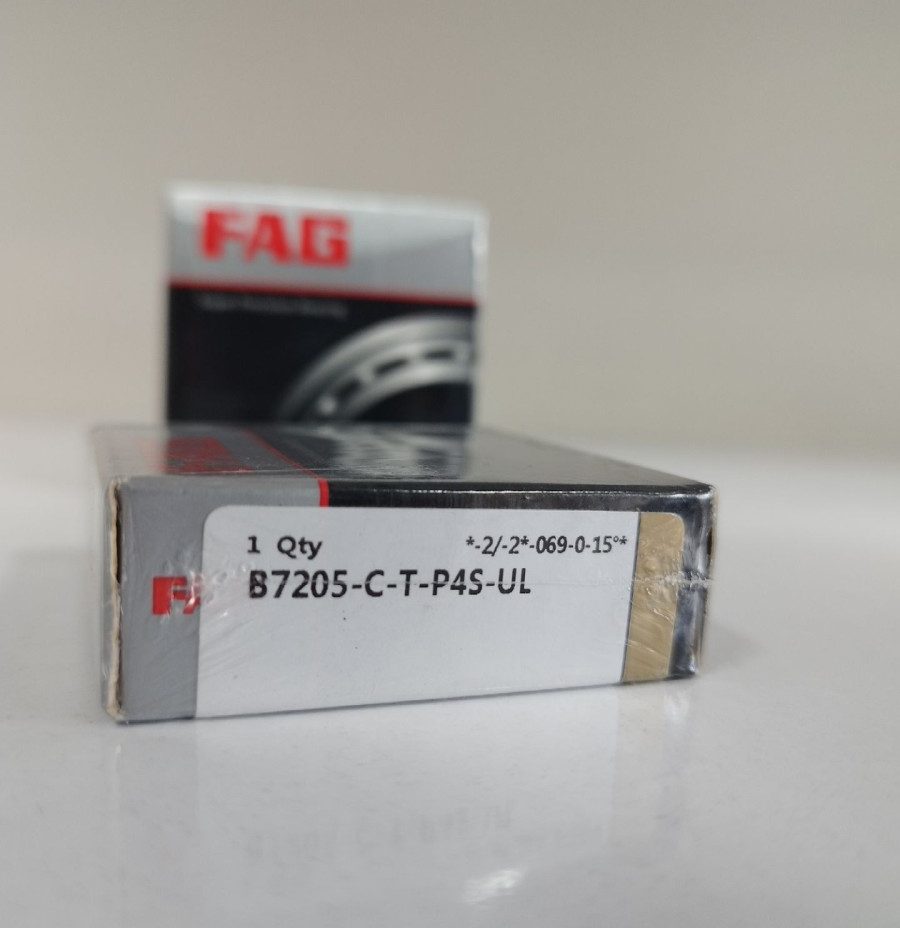 FAG
1 Qty
*-2/-2*-069-0-15°*
B7205-C-T-P4S-UL